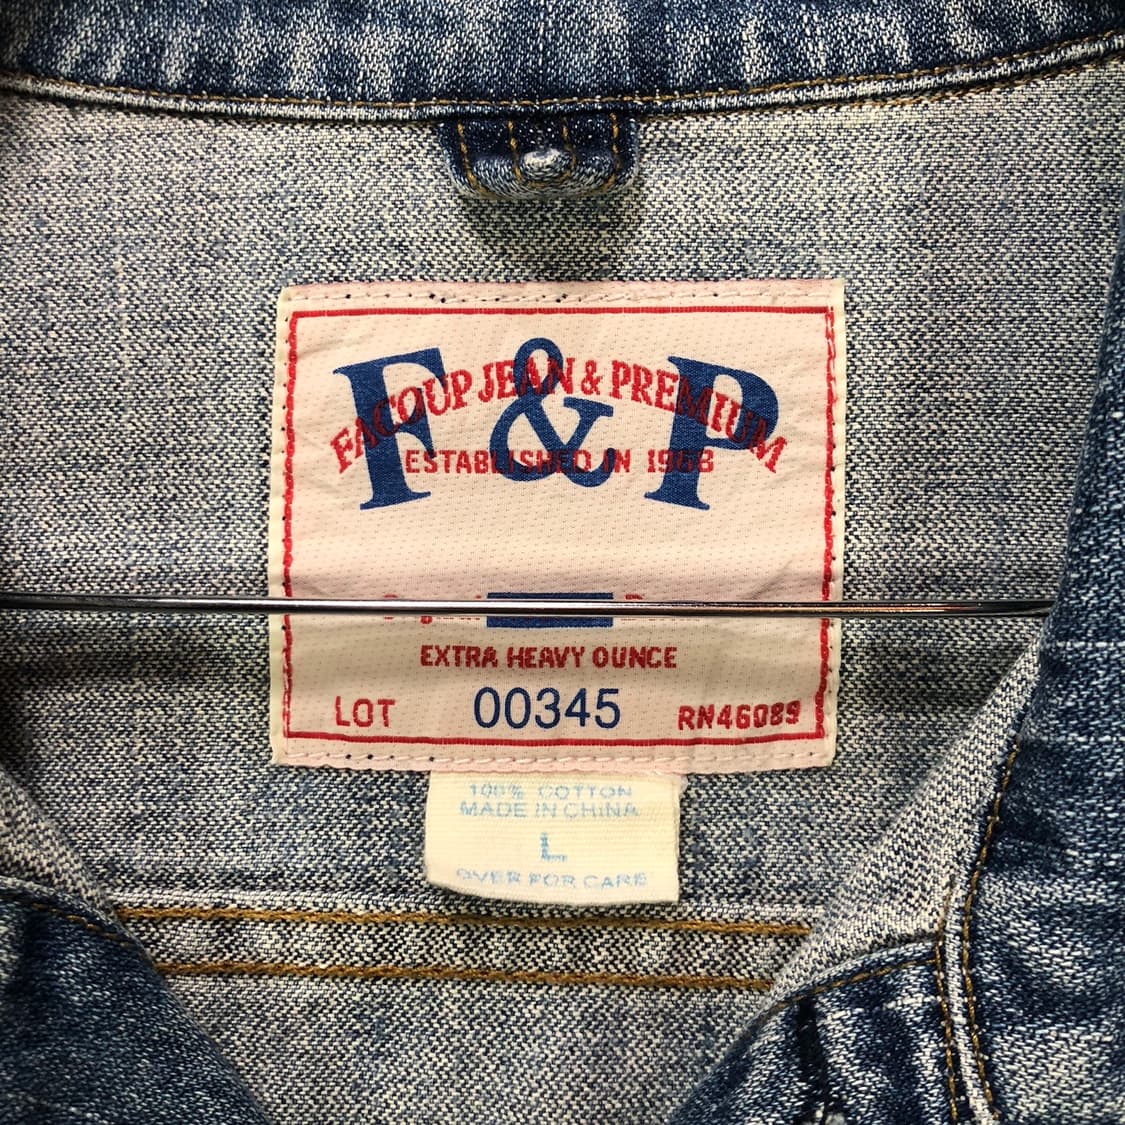 F & P
FACOUP JEAN & PREMIUM
ESTABLISHED IN 1968
EXTRA HEAVY OUNCE
LOT 00345 RN46089
100% COTTON
MADE IN CHINA
L
OVER FOR CARE